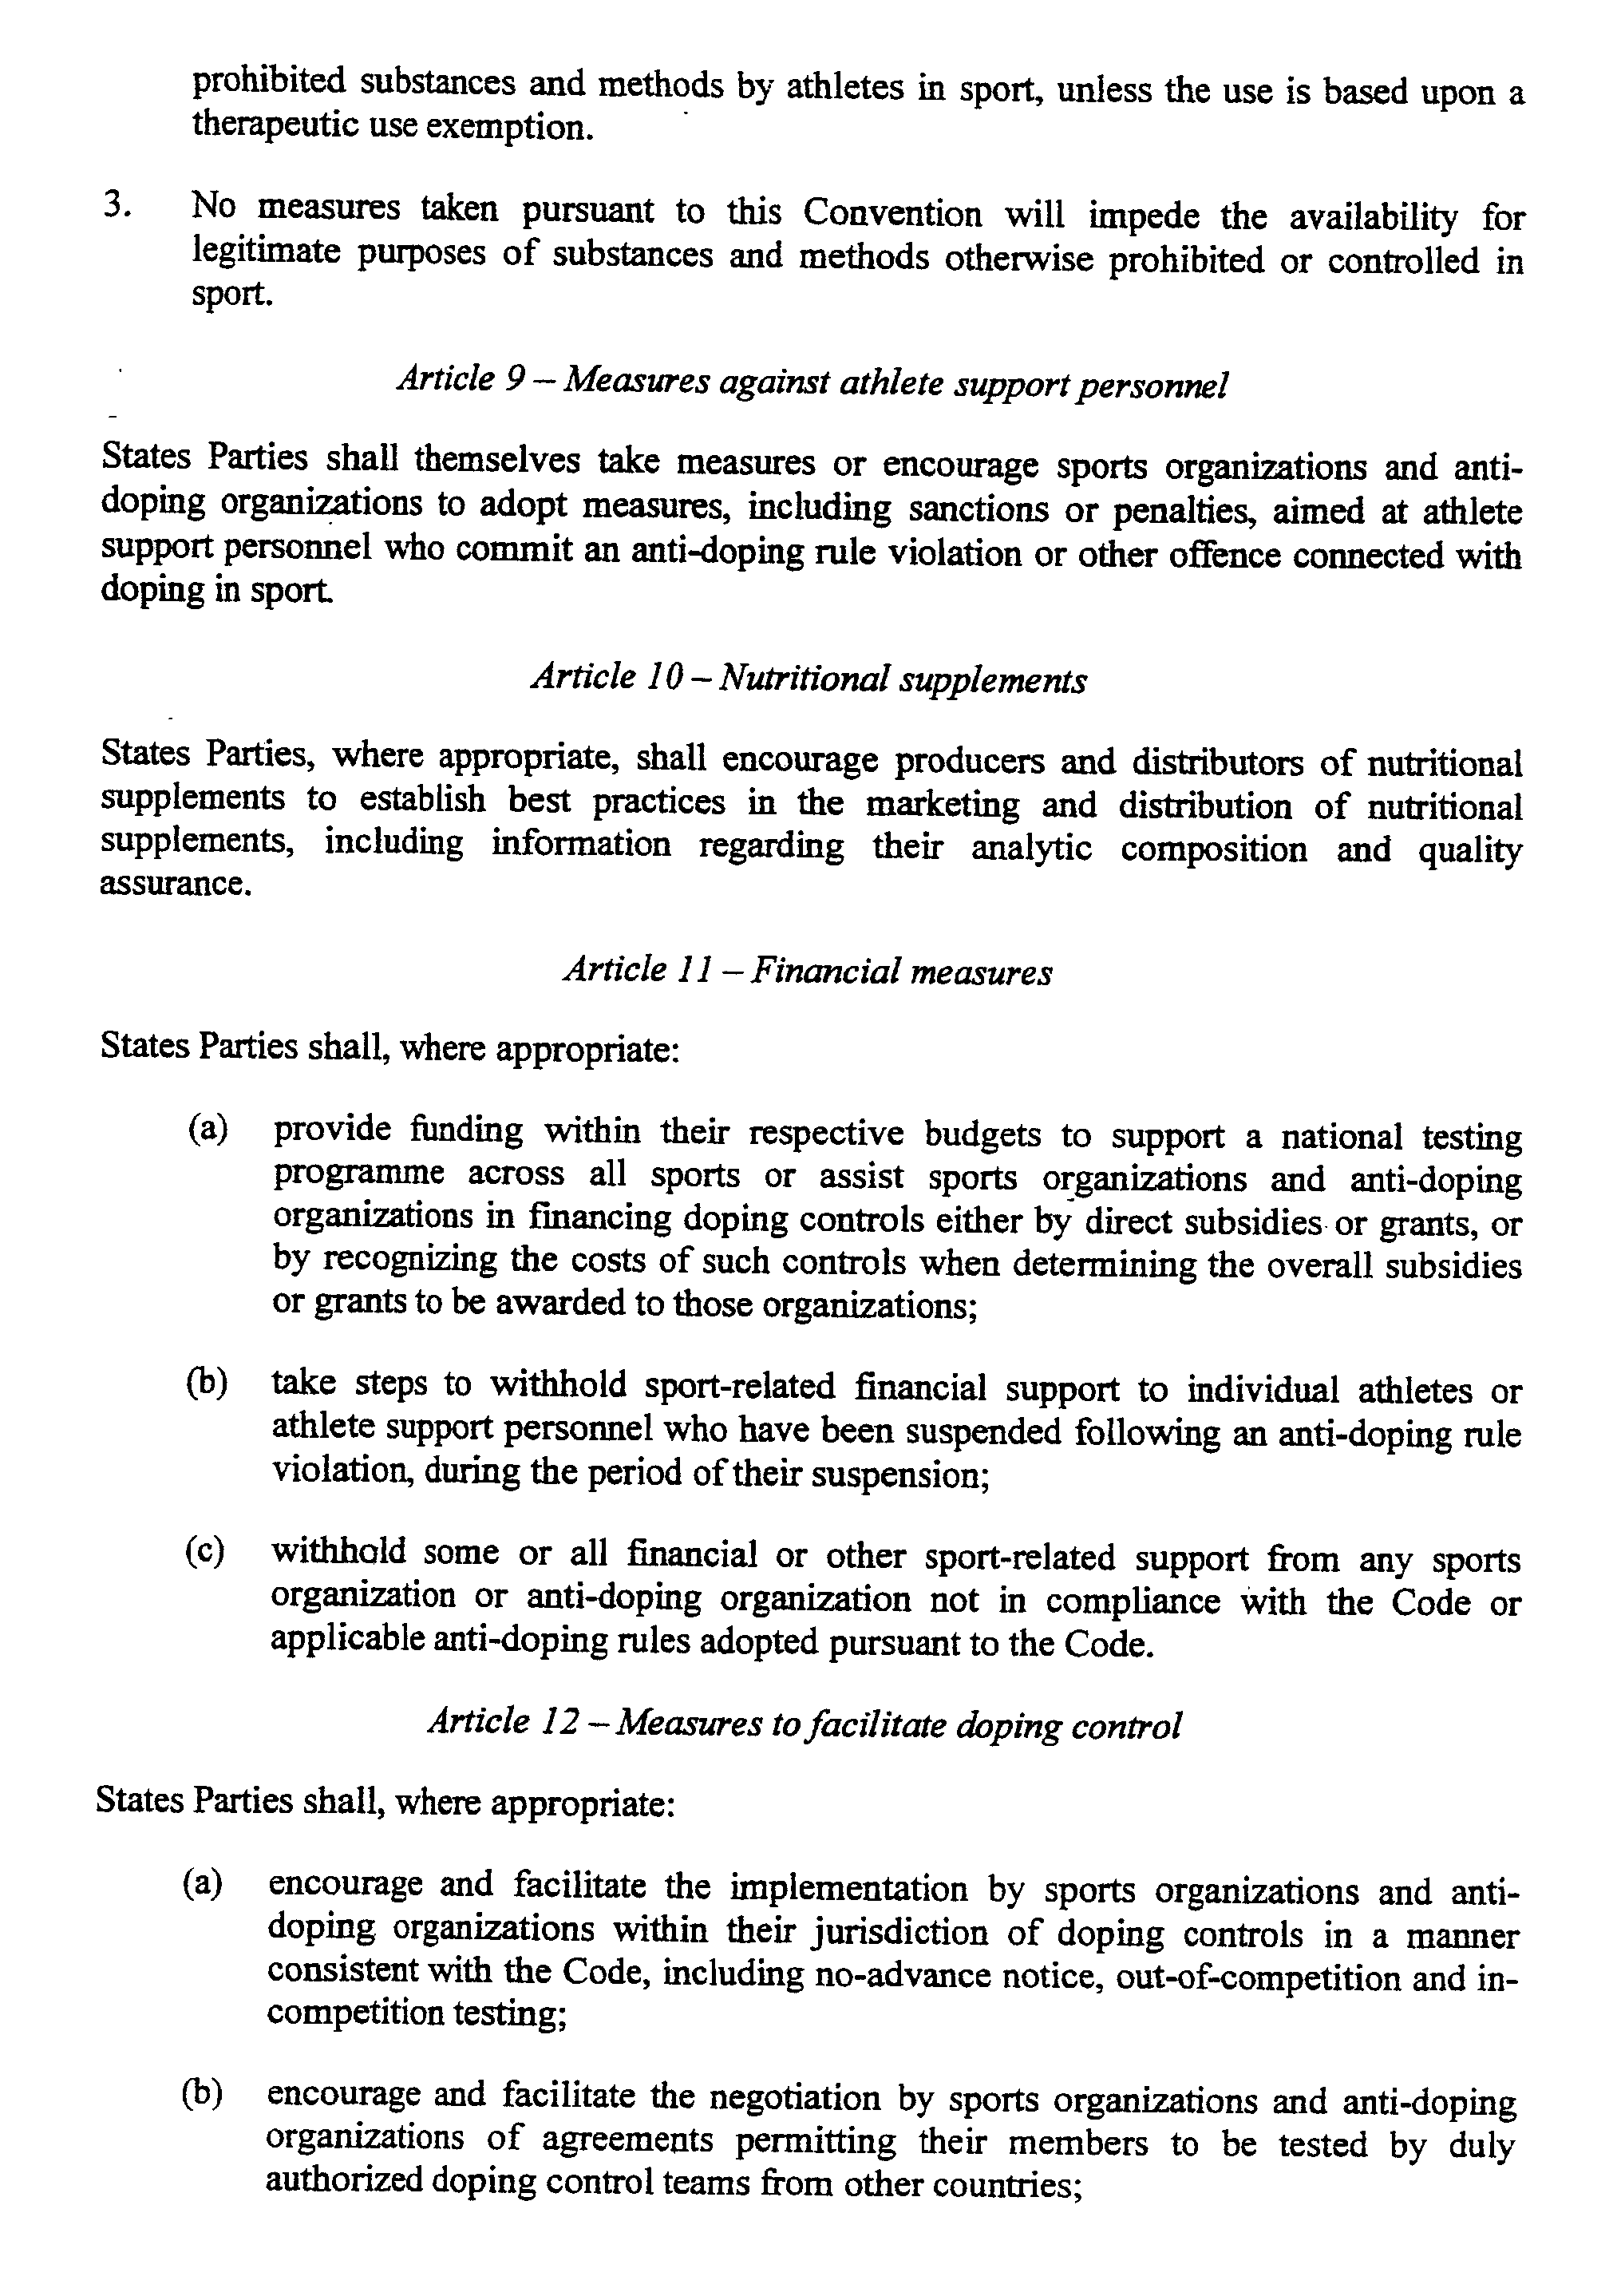 prohibited substances and methods by athletes in sport, unless the use is based upon a
therapeutic use exemption.
3. No measures taken pursuant to this Convention will impede the availability for
legitimate purposes of substances and methods otherwise prohibited or controlled in
sport.
Article 9 – Measures against athlete support personnel
States Parties shall themselves take measures or encourage sports organizations and anti-
doping organizations to adopt measures, including sanctions or penalties, aimed at athlete
support personnel who commit an anti-doping rule violation or other offence connected with
doping in sport.
Article 10 – Nutritional supplements
States Parties, where appropriate, shall encourage producers and distributors of nutritional
supplements to establish best practices in the marketing and distribution of nutritional
supplements, including information regarding their analytic composition and quality
assurance.
Article 11 – Financial measures
States Parties shall, where appropriate:
(a) provide funding within their respective budgets to support a national testing
programme across all sports or assist sports organizations and anti-doping
organizations in financing doping controls either by direct subsidies or grants, or
by recognizing the costs of such controls when determining the overall subsidies
or grants to be awarded to those organizations;
(b) take steps to withhold sport-related financial support to individual athletes or
athlete support personnel who have been suspended following an anti-doping rule
violation, during the period of their suspension;
(c) withhold some or all financial or other sport-related support from any sports
organization or anti-doping organization not in compliance with the Code or
applicable anti-doping rules adopted pursuant to the Code.
Article 12 – Measures to facilitate doping control
States Parties shall, where appropriate:
(a) encourage and facilitate the implementation by sports organizations and anti-
doping organizations within their jurisdiction of doping controls in a manner
consistent with the Code, including no-advance notice, out-of-competition and in-
competition testing;
(b) encourage and facilitate the negotiation by sports organizations and anti-doping
organizations of agreements permitting their members to be tested by duly
authorized doping control teams from other countries;